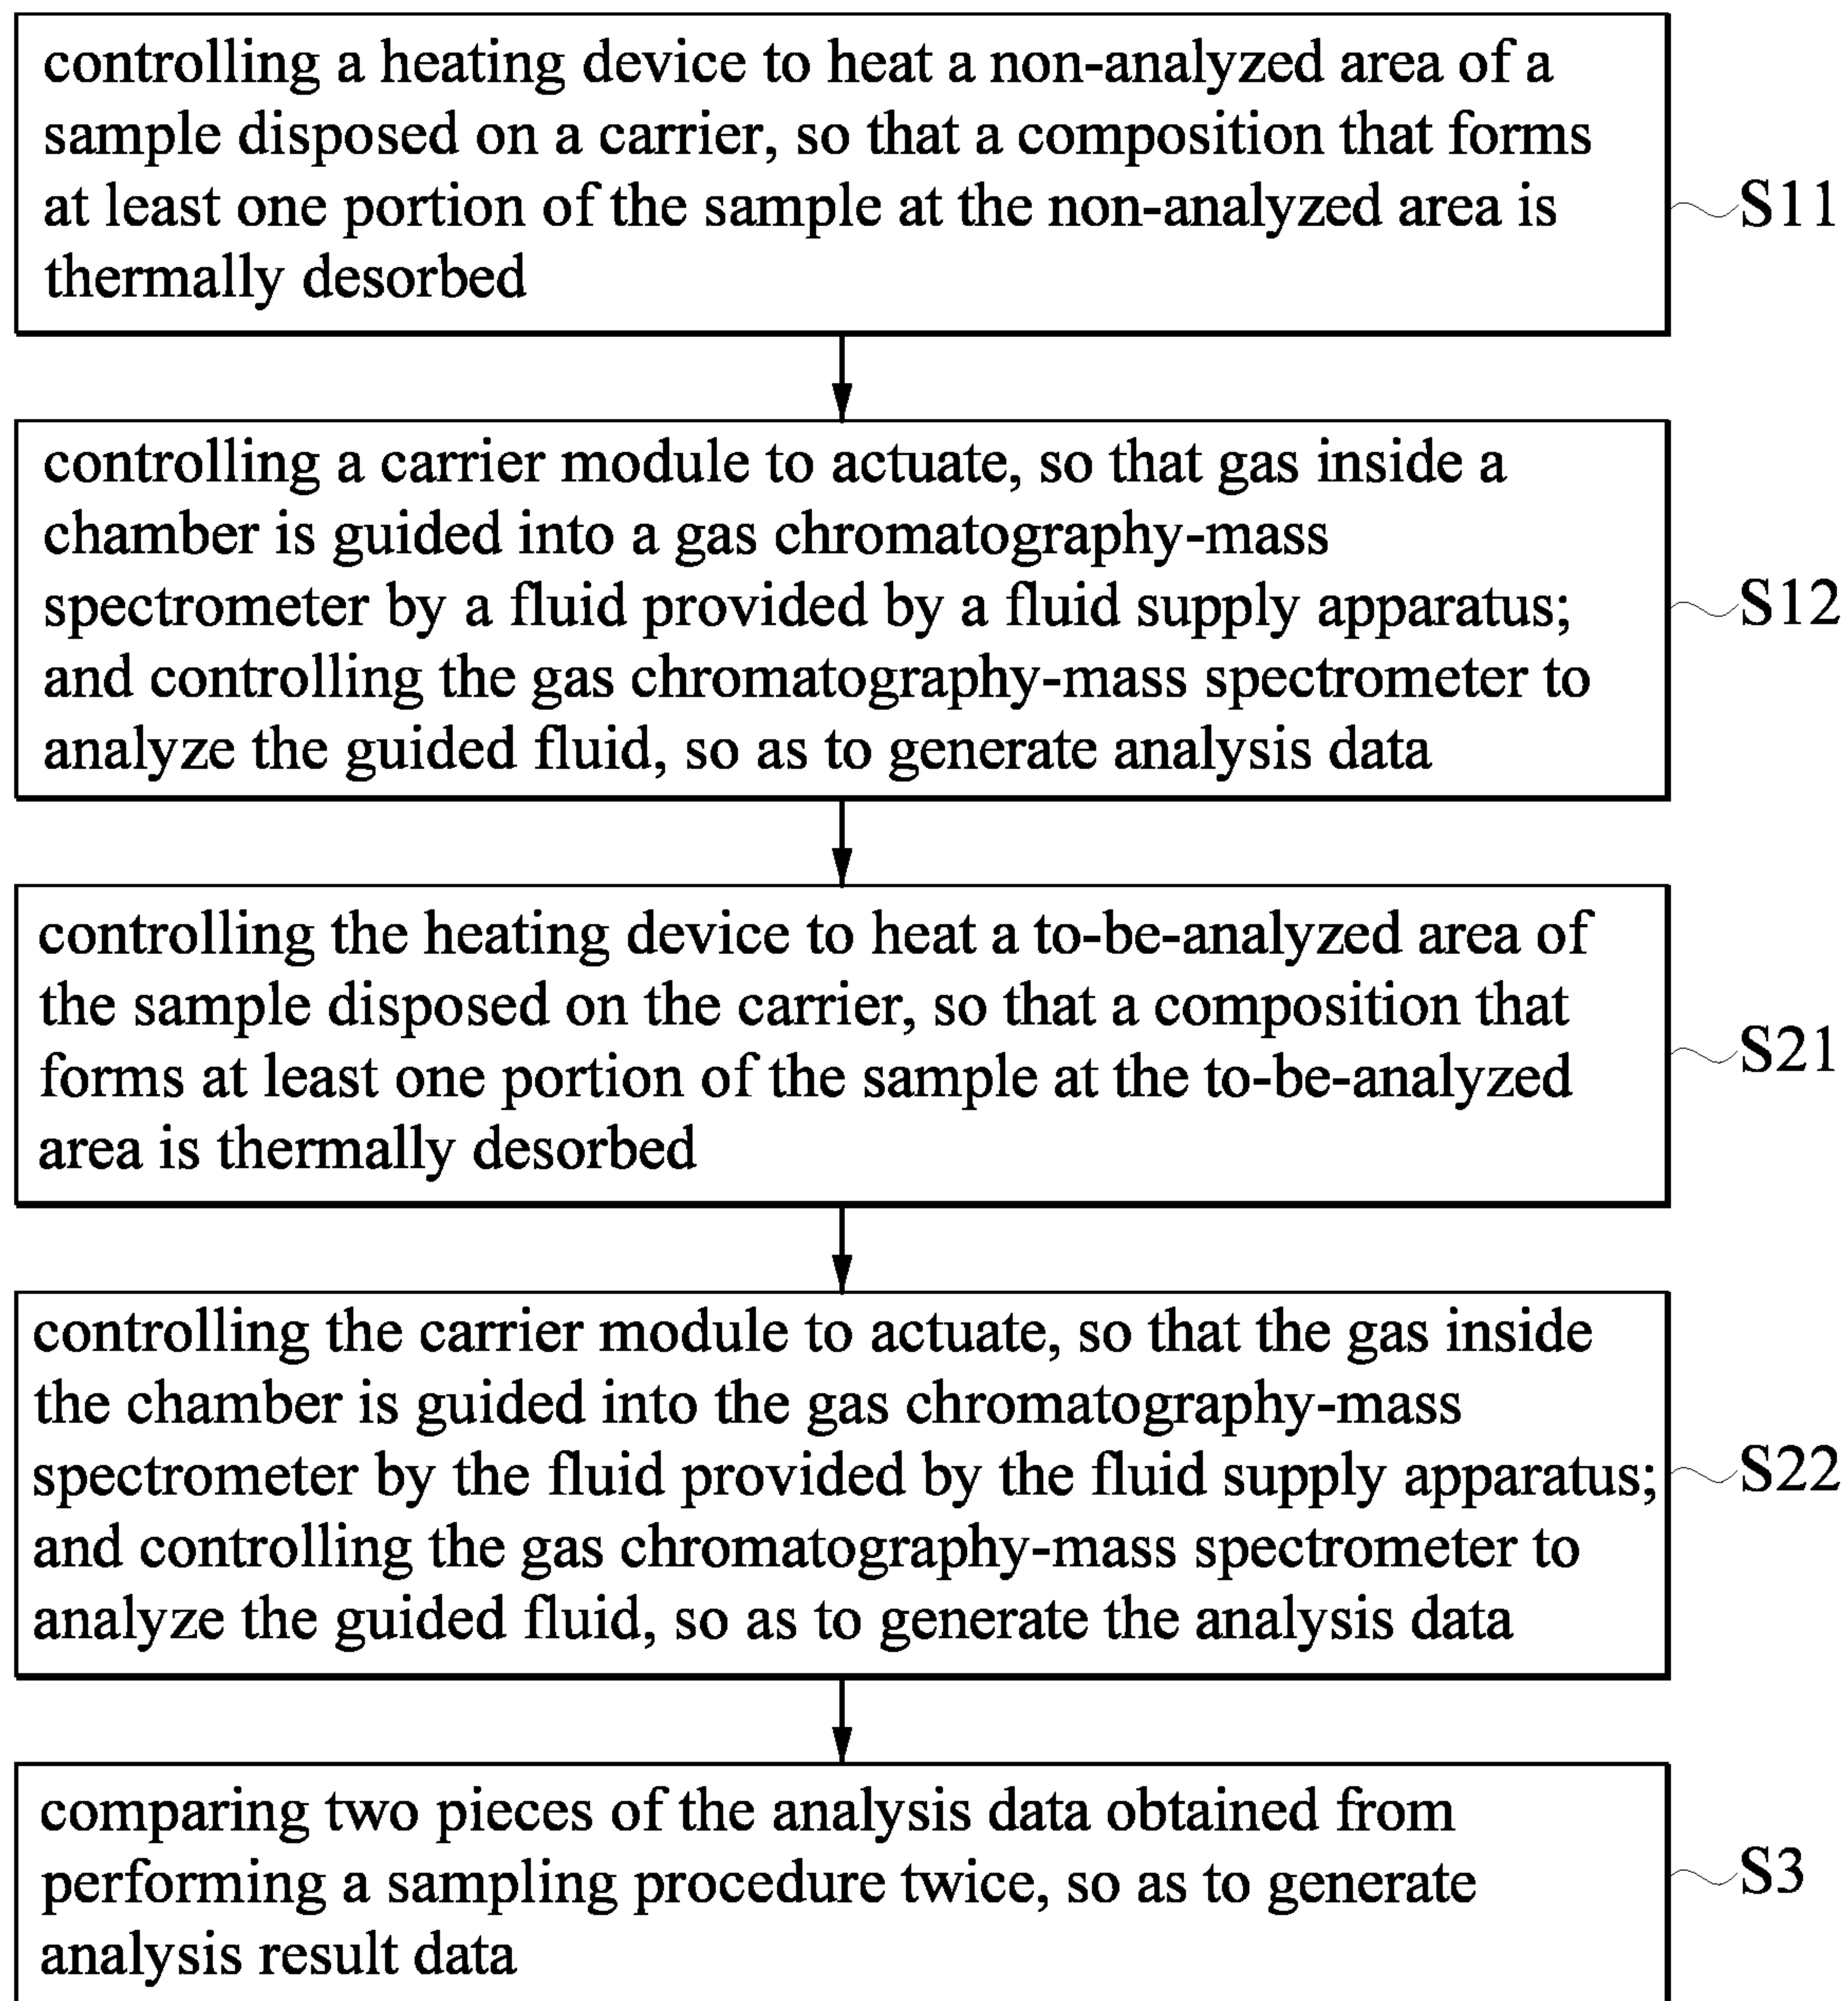 controlling a heating device to heat a non-analyzed area of a
sample disposed on a carrier, so that a composition that forms
at least one portion of the sample at the non-analyzed area is
thermally desorbed
S11
controlling a carrier module to actuate, so that gas inside a
chamber is guided into a gas chromatography-mass
spectrometer by a fluid provided by a fluid supply apparatus;
and controlling the gas chromatography-mass spectrometer to
analyze the guided fluid, so as to generate analysis data
S12
controlling the heating device to heat a to-be-analyzed area of
the sample disposed on the carrier, so that a composition that
forms at least one portion of the sample at the to-be-analyzed
area is thermally desorbed
S21
controlling the carrier module to actuate, so that the gas inside
the chamber is guided into the gas chromatography-mass
spectrometer by the fluid provided by the fluid supply apparatus;
and controlling the gas chromatography-mass spectrometer to
analyze the guided fluid, so as to generate the analysis data
S22
comparing two pieces of the analysis data obtained from
performing a sampling procedure twice, so as to generate
analysis result data
S3